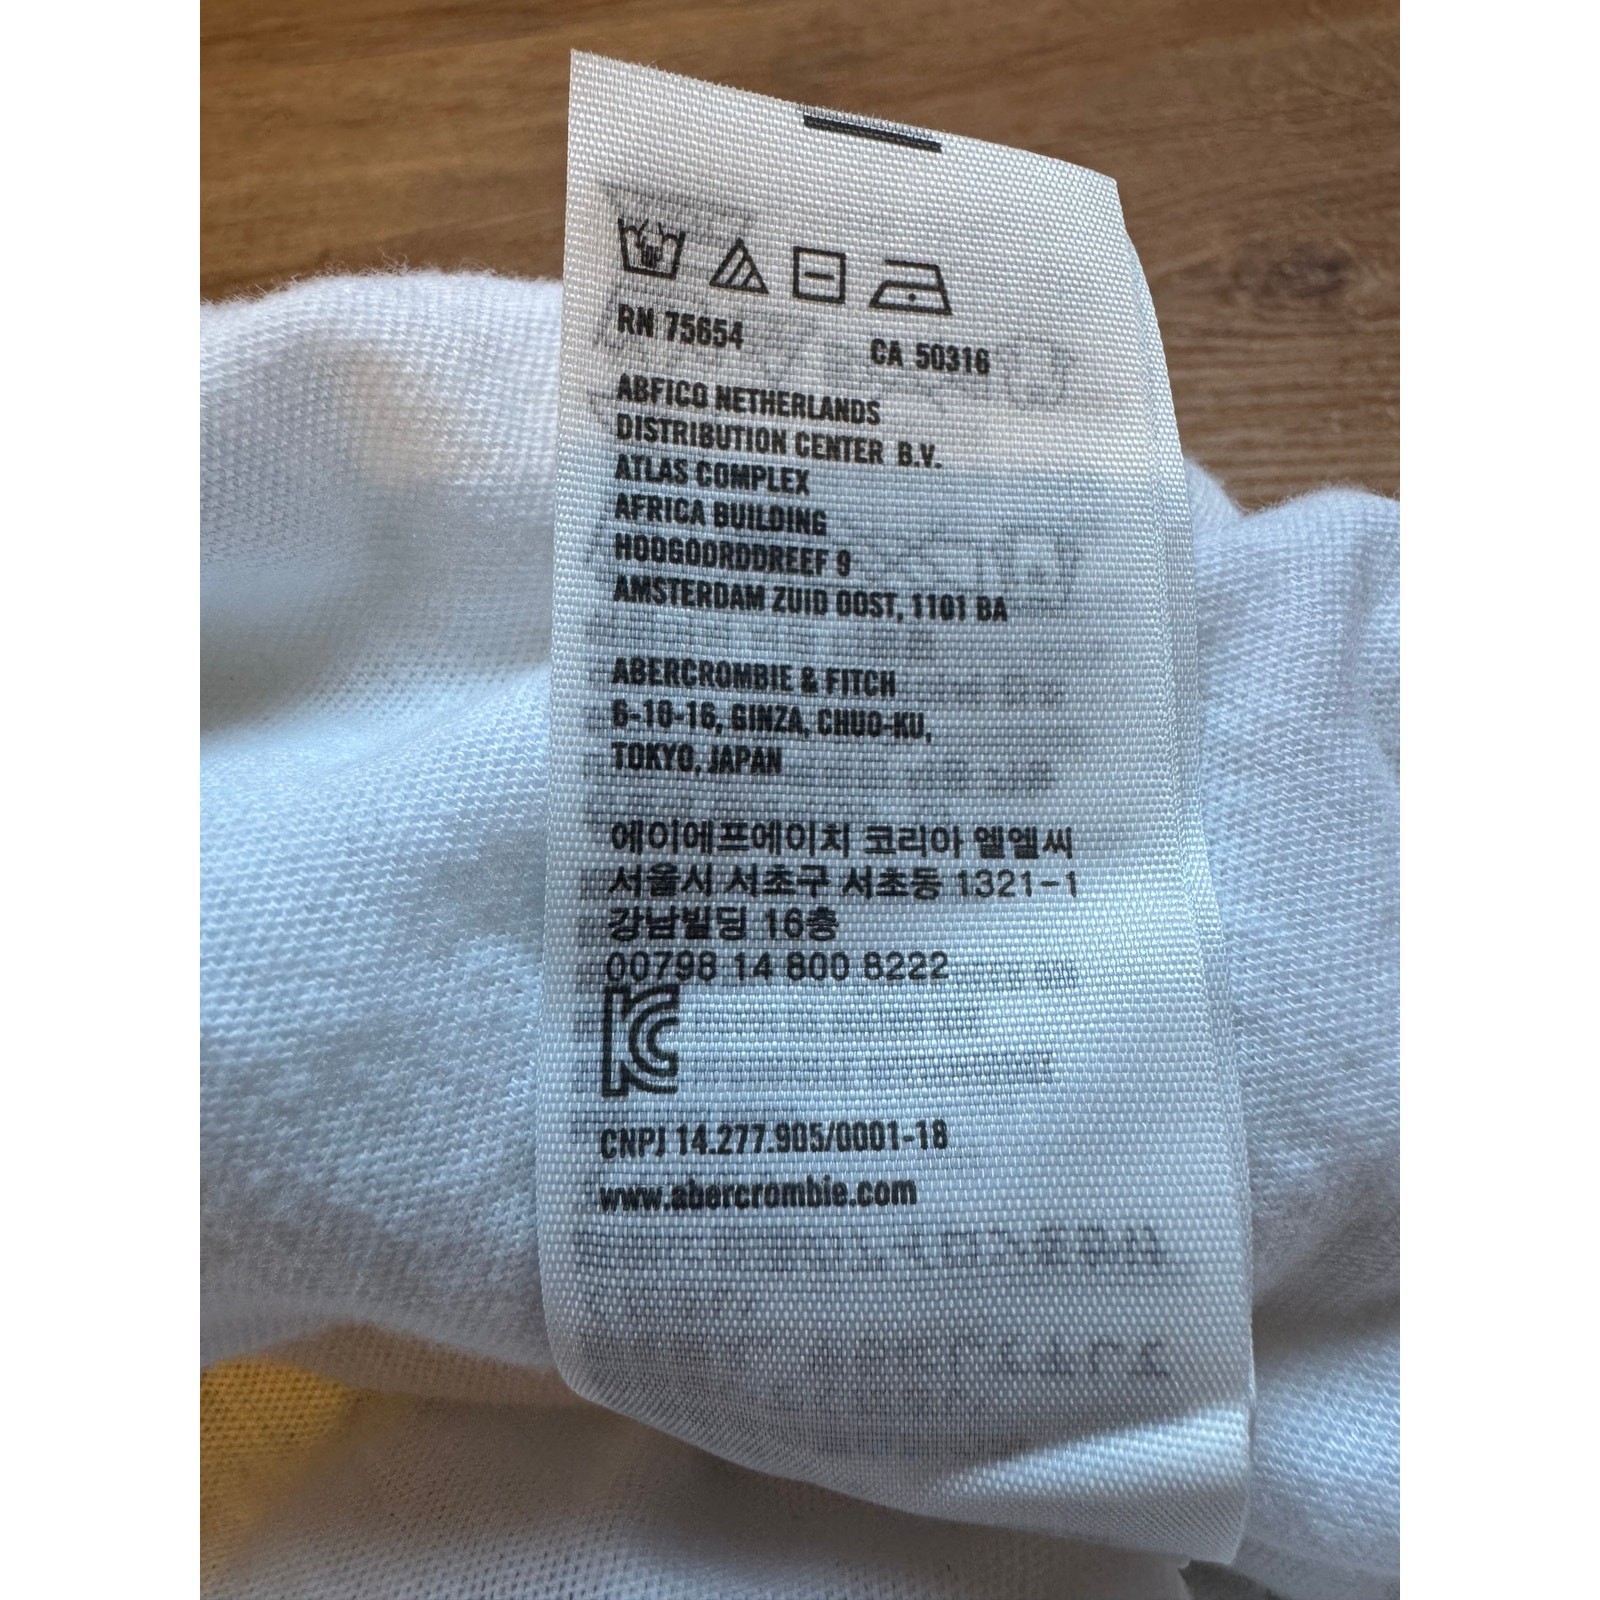 RN 75654 CA 50316
ABFICO NETHERLANDS
DISTRIBUTION CENTER B.V.
ATLAS COMPLEX
AFRICA BUILDING
HOOGOORDDREEF 9
AMSTERDAM ZUID OOST, 1101 BA
ABERCROMBIE & FITCH
6-10-16, GINZA, CHUO-KU,
TOKYO, JAPAN
에이에프에이치 코리아 엘엘씨
서울시 서초구 서초동 1321-1
강남빌딩 16층
00798 14 800 8222
KC
CNPJ 14.277.905/0001-18
www.abercrombie.com